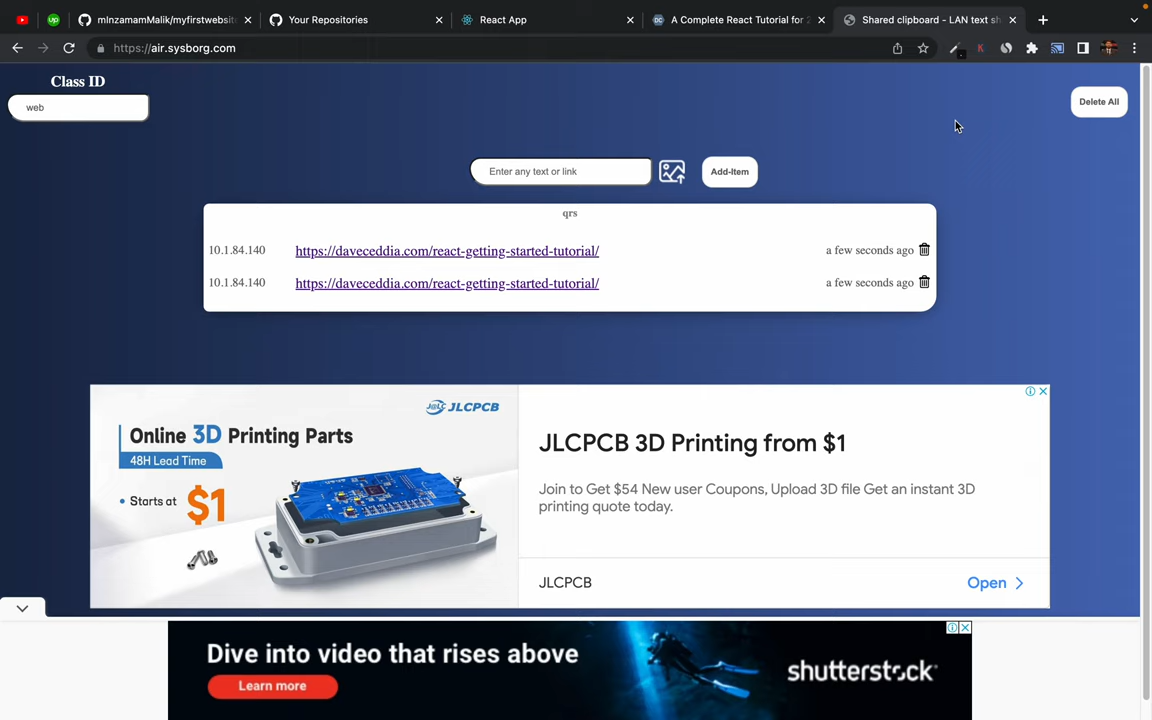 mInzamamMalik/myfirstwebsit
Your Repositories
React App
A Complete React Tutorial for 2
Shared clipboard - LAN text sh
https://air.sysborg.com
Class ID
web
Delete All
Enter any text or link
Add-Item
qrs
10.1.84.140 https://daveceddia.com/react-getting-started-tutorial/ a few seconds ago
10.1.84.140 https://daveceddia.com/react-getting-started-tutorial/ a few seconds ago
JLCPCB
Online 3D Printing Parts
48H Lead Time
• Starts at $1
JLCPCB 3D Printing from $1
Join to Get $54 New user Coupons, Upload 3D file Get an instant 3D
printing quote today.
JLCPCB
Open
Dive into video that rises above
Learn more
shutterstock